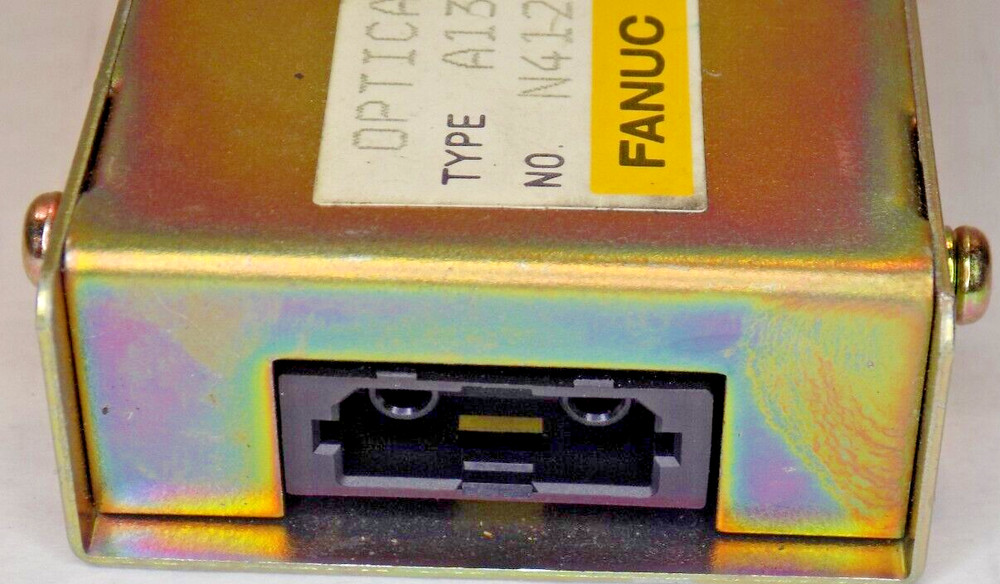 OPTICA
TYPE A13
NO. N412
FANUC